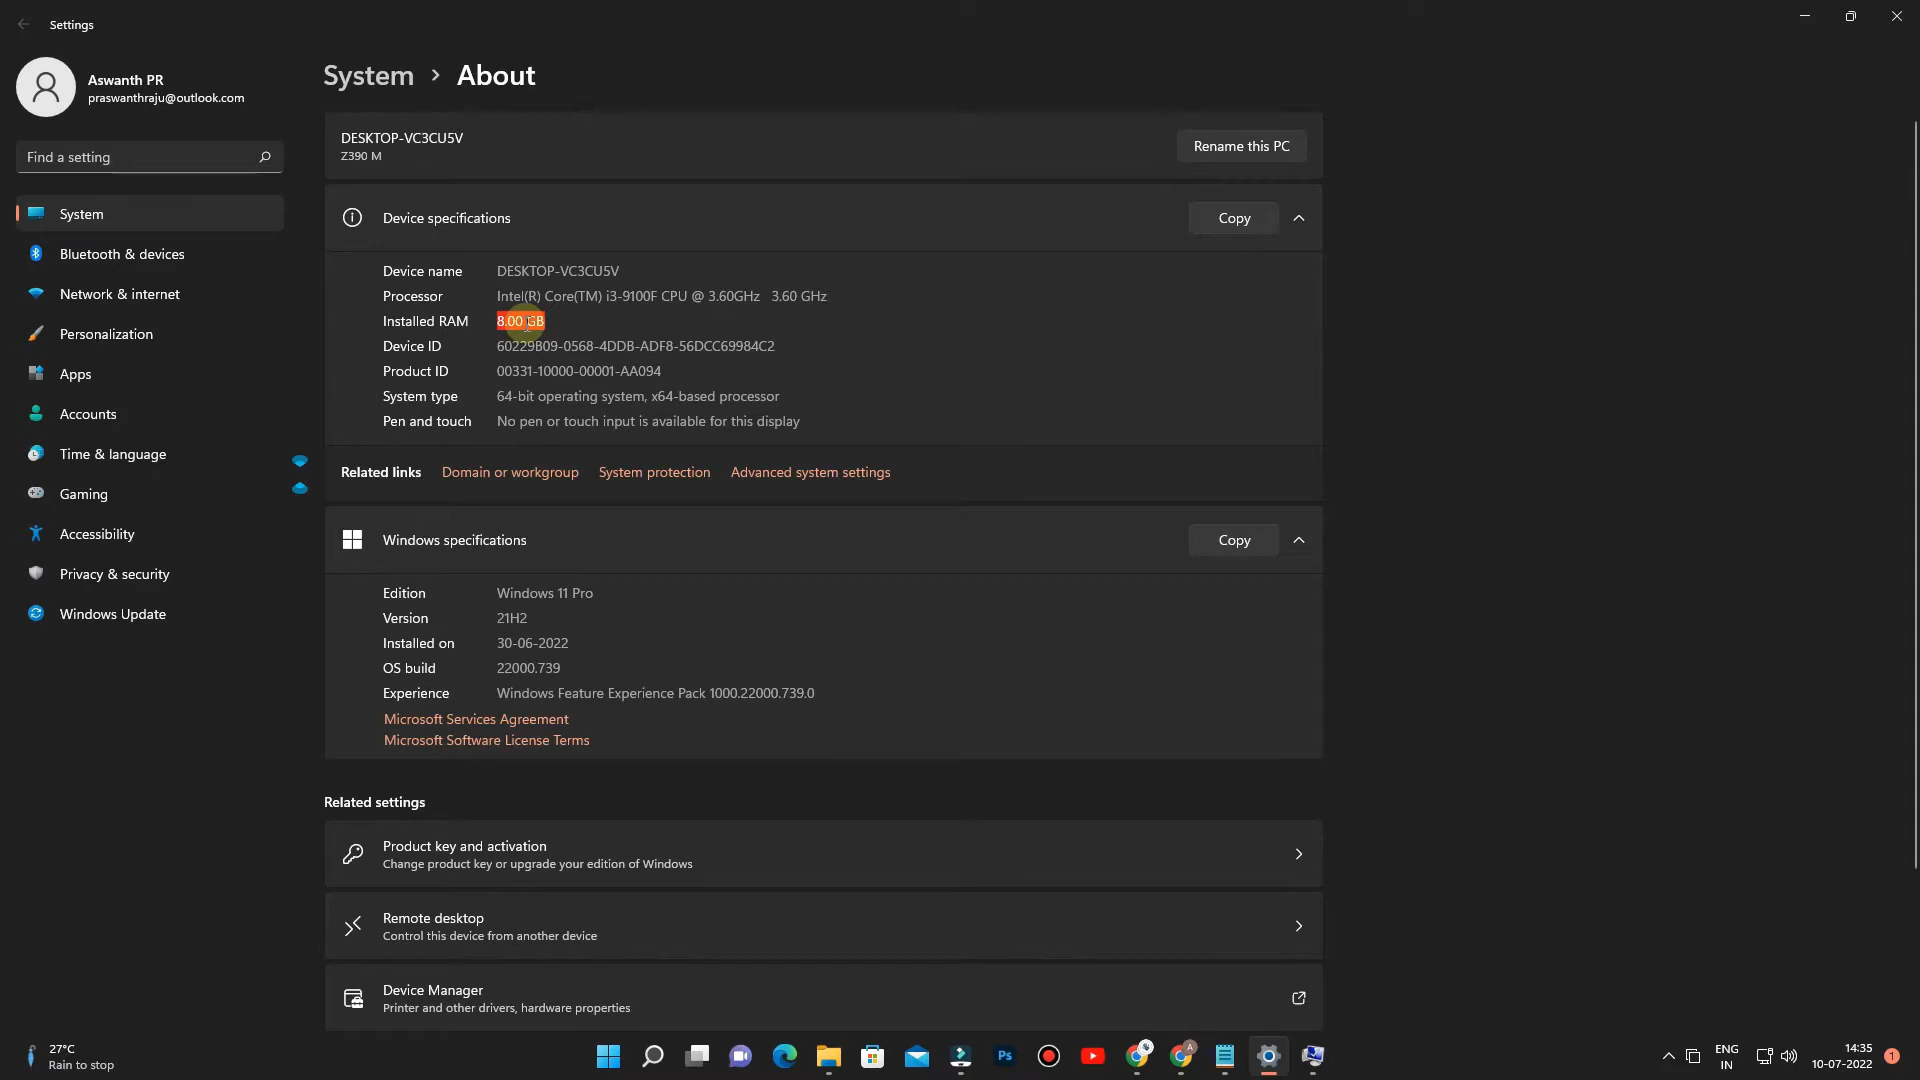 Settings
Aswanth PR
praswanthraju@outlook.com
Find a setting
System
Bluetooth & devices
Network & internet
Personalization
Apps
Accounts
Time & language
Gaming
Accessibility
Privacy & security
Windows Update
System > About
DESKTOP-VC3CU5V
Z390 M
Rename this PC
Device specifications
Copy
Device name DESKTOP-VC3CU5V
Processor Intel(R) Core(TM) i3-9100F CPU @ 3.60GHz 3.60 GHz
Installed RAM 8.00 GB
Device ID 60229B09-0568-4DDB-ADF8-56DCC69984C2
Product ID 00331-10000-00001-AA094
System type 64-bit operating system, x64-based processor
Pen and touch No pen or touch input is available for this display
Related links Domain or workgroup System protection Advanced system settings
Windows specifications
Copy
Edition Windows 11 Pro
Version 21H2
Installed on 30-06-2022
OS build 22000.739
Experience Windows Feature Experience Pack 1000.22000.739.0
Microsoft Services Agreement
Microsoft Software License Terms
Related settings
Product key and activation
Change product key or upgrade your edition of Windows
Remote desktop
Control this device from another device
Device Manager
Printer and other drivers, hardware properties
27°C
Rain to stop
Ps
A
ENG
IN
14:35
10-07-2022
1